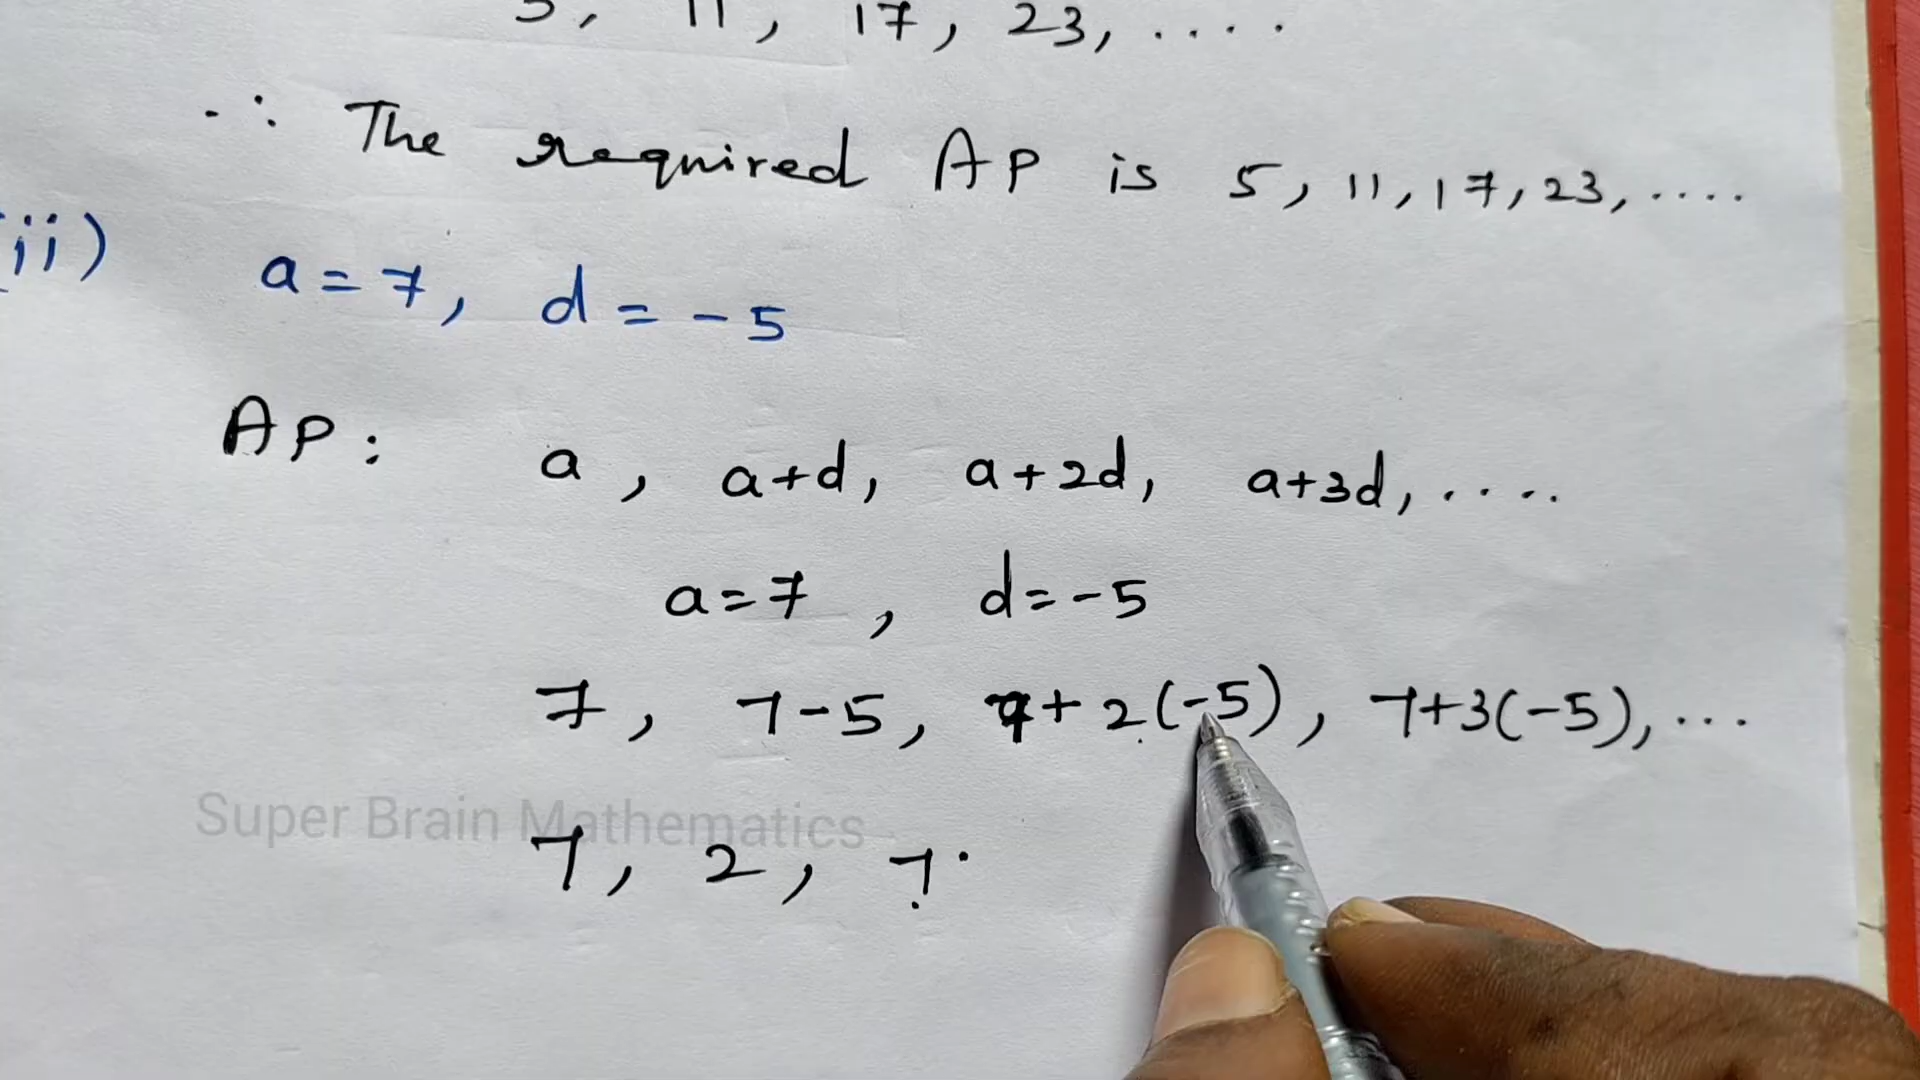 5, 11, 17, 23, ....
∴ The required AP is 5, 11, 17, 23, ....
(ii) a = 7, d = -5
AP: a, a+d, a+2d, a+3d, ....
a=7, d=-5
7, 7-5, 7+2(-5), 7+3(-5), ...
Super Brain Mathematics
7, 2, 7